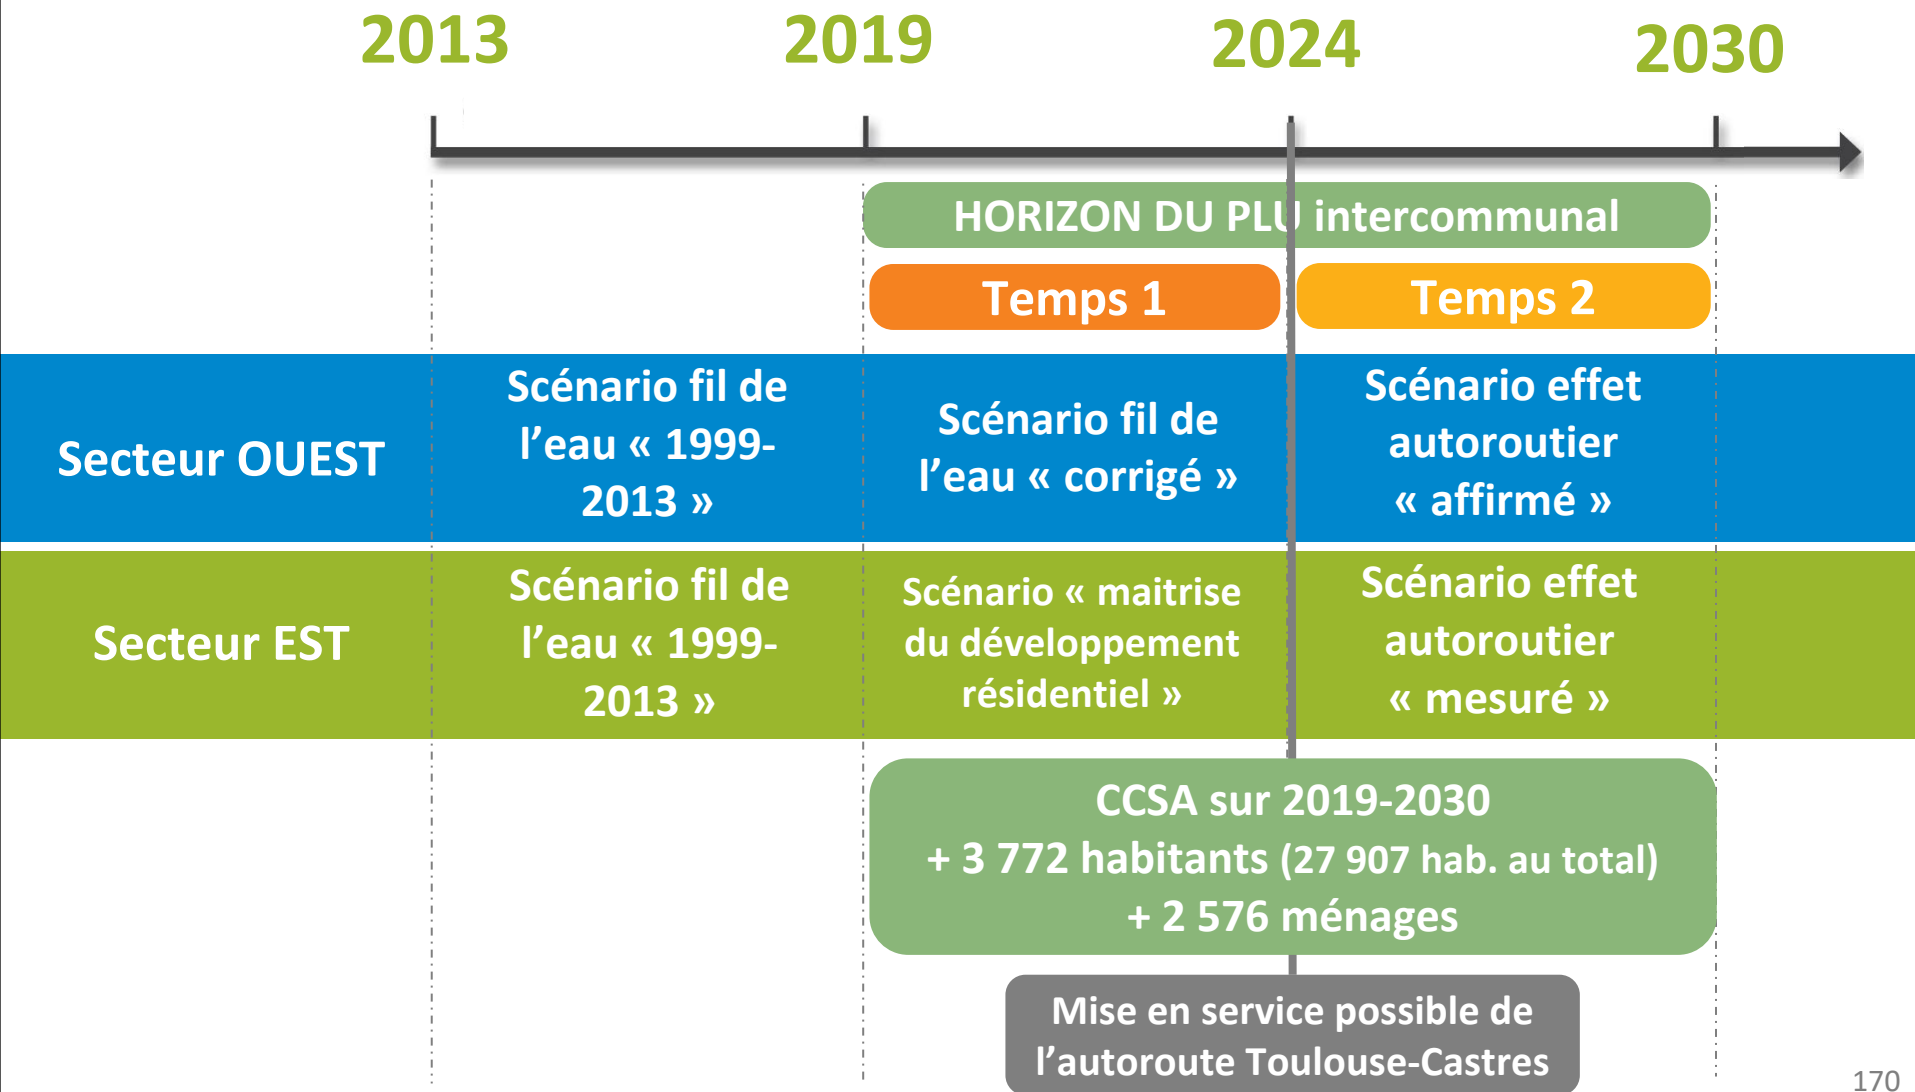 2013
2019
2024
2030
HORIZON DU PLU intercommunal
Temps 1
Temps 2
Secteur OUEST
Scénario fil de
l'eau « 1999-
2013 »
Scénario fil de
l'eau « corrigé »
Scénario effet
autoroutier
« affirmé »
Secteur EST
Scénario fil de
l'eau « 1999-
2013 »
Scénario « maitrise
du développement
résidentiel »
Scénario effet
autoroutier
« mesuré »
CCSA sur 2019-2030
+ 3 772 habitants (27 907 hab. au total)
+ 2 576 ménages
Mise en service possible de
l'autoroute Toulouse-Castres
170